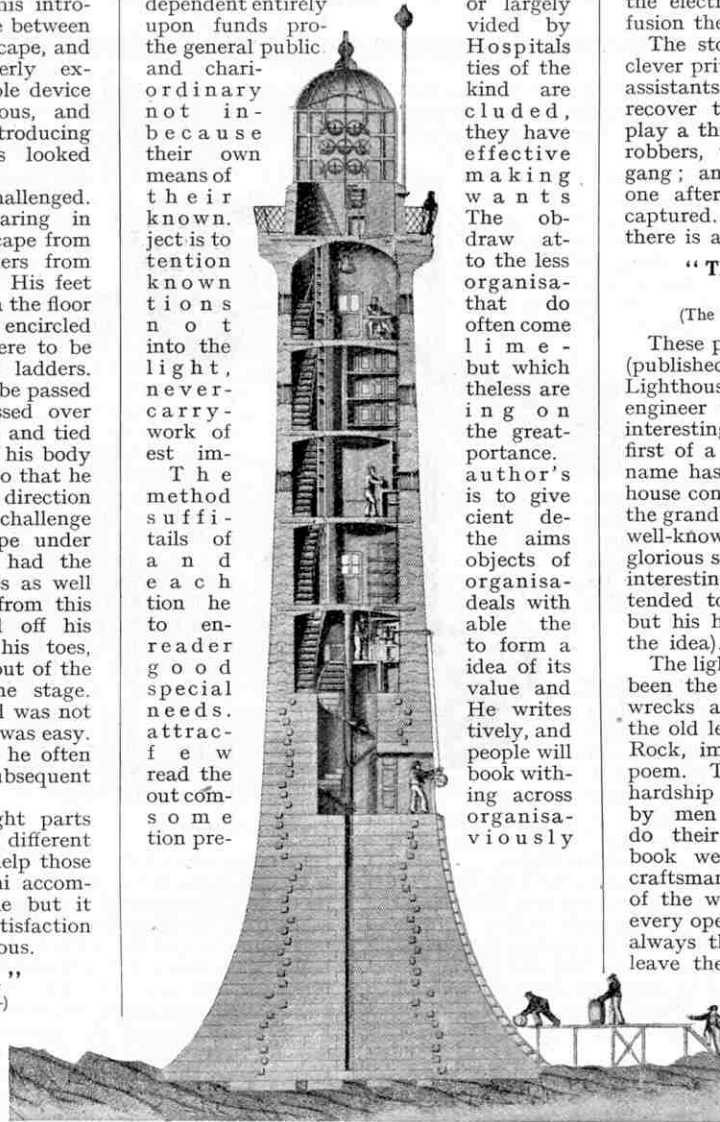 his intro-
e between
cape, and
erly ex-
ole device
ous, and
troducing
s looked
hallenged.
aring in
cape from
ers from
His feet
n the floor
encircled
ere to be
ladders.
be passed
ssed over
and tied
his body
o that he
direction
challenge
pe under
had the
s as well
from this
l off his
his toes,
out of the
he stage.
l was not
was easy.
he often
ubsequent
ght parts
different
elp those
ni accom-
e but it
tisfaction
ous.
”
-)
dependent entirely or largely
upon funds pro- vided by
the general public Hospitals
and chari- ties of the
ordinary kind are
not in- cluded,
because they have
their own effective
means of making
their wants
known. The ob-
ject is to draw at-
tention to the less
known organisa-
tions that do
not often come
into the lime-
light, but which
never- theless are
carry- ing on
work of the great-
est im- portance.
The author's
method is to give
suffi- cient de-
tails of the aims
and objects of
each organisa-
tion he deals with
to en- able the
reader to form a
good idea of its
special value and
needs. He writes
attrac- tively, and
few people will
read the book with-
out com- ing across
some organisa-
tion pre- viously
the electr
fusion the
The sto
clever pri
assistants
recover t
play a th
robbers,
gang; an
one after
captured.
there is a
“T
(The
These p
(published
Lighthous
engineer
interesting
first of a
name has
house con
the grand
well-know
glorious s
interestin
tended to
but his h
the idea).
The ligh
been the
wrecks a
the old le
Rock, im
poem. T
hardship
by men
do their
book we
craftsman
of the w
every ope
always th
leave the